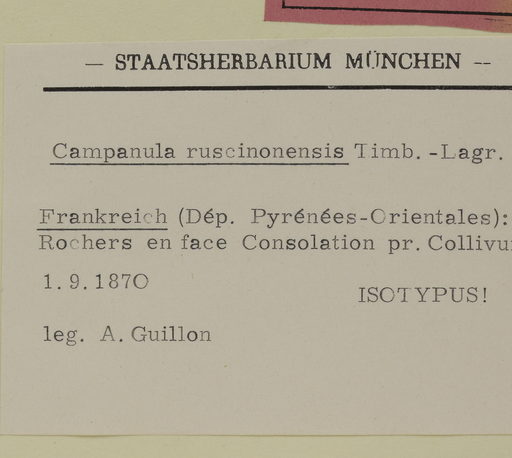 — STAATSHERBARIUM MÜNCHEN --
Campanula ruscinonensis Timb. -Lagr.
Frankreich (Dép. Pyrénées-Orientales):
Rochers en face Consolation pr. Collivu
1. 9. 1870
ISOTYPUS!
leg. A. Guillon